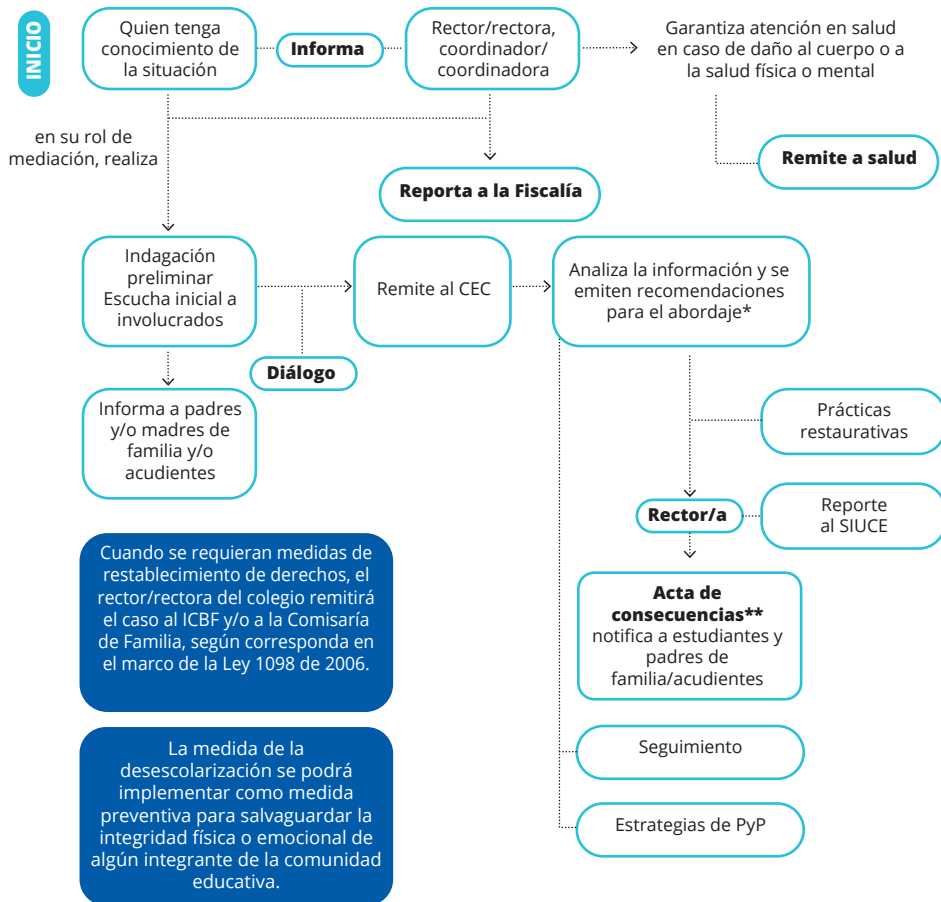 INICIO
Quien tenga
conocimiento de
la situación
Informa
Rector/rectora,
coordinador/
coordinadora
Garantiza atención en salud
en caso de daño al cuerpo o a
la salud física o mental
en su rol de
mediación, realiza
Remite a salud
Reporta a la Fiscalía
Indagación
preliminar
Escucha inicial a
involucrados
Remite al CEC
Analiza la información y se
emiten recomendaciones
para el abordaje*
Diálogo
Informa a padres
y/o madres de
familia y/o
acudientes
Prácticas
restaurativas
Rector/a
Reporte
al SIUCE
Acta de
consecuencias**
notifica a estudiantes y
padres de
familia/acudientes
Cuando se requieran medidas de
restablecimiento de derechos, el
rector/rectora del colegio remitirá
el caso al ICBF y/o a la Comisaría
de Familia, según corresponda en
el marco de la Ley 1098 de 2006.
Seguimiento
Estrategias de PyP
La medida de la
desescolarización se podrá
implementar como medida
preventiva para salvaguardar la
integridad física o emocional de
algún integrante de la comunidad
educativa.